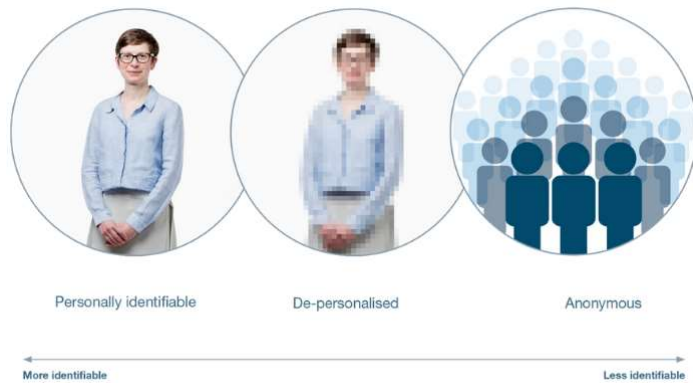 Personally identifiable
De-personalised
Anonymous
More identifiable
Less identifiable